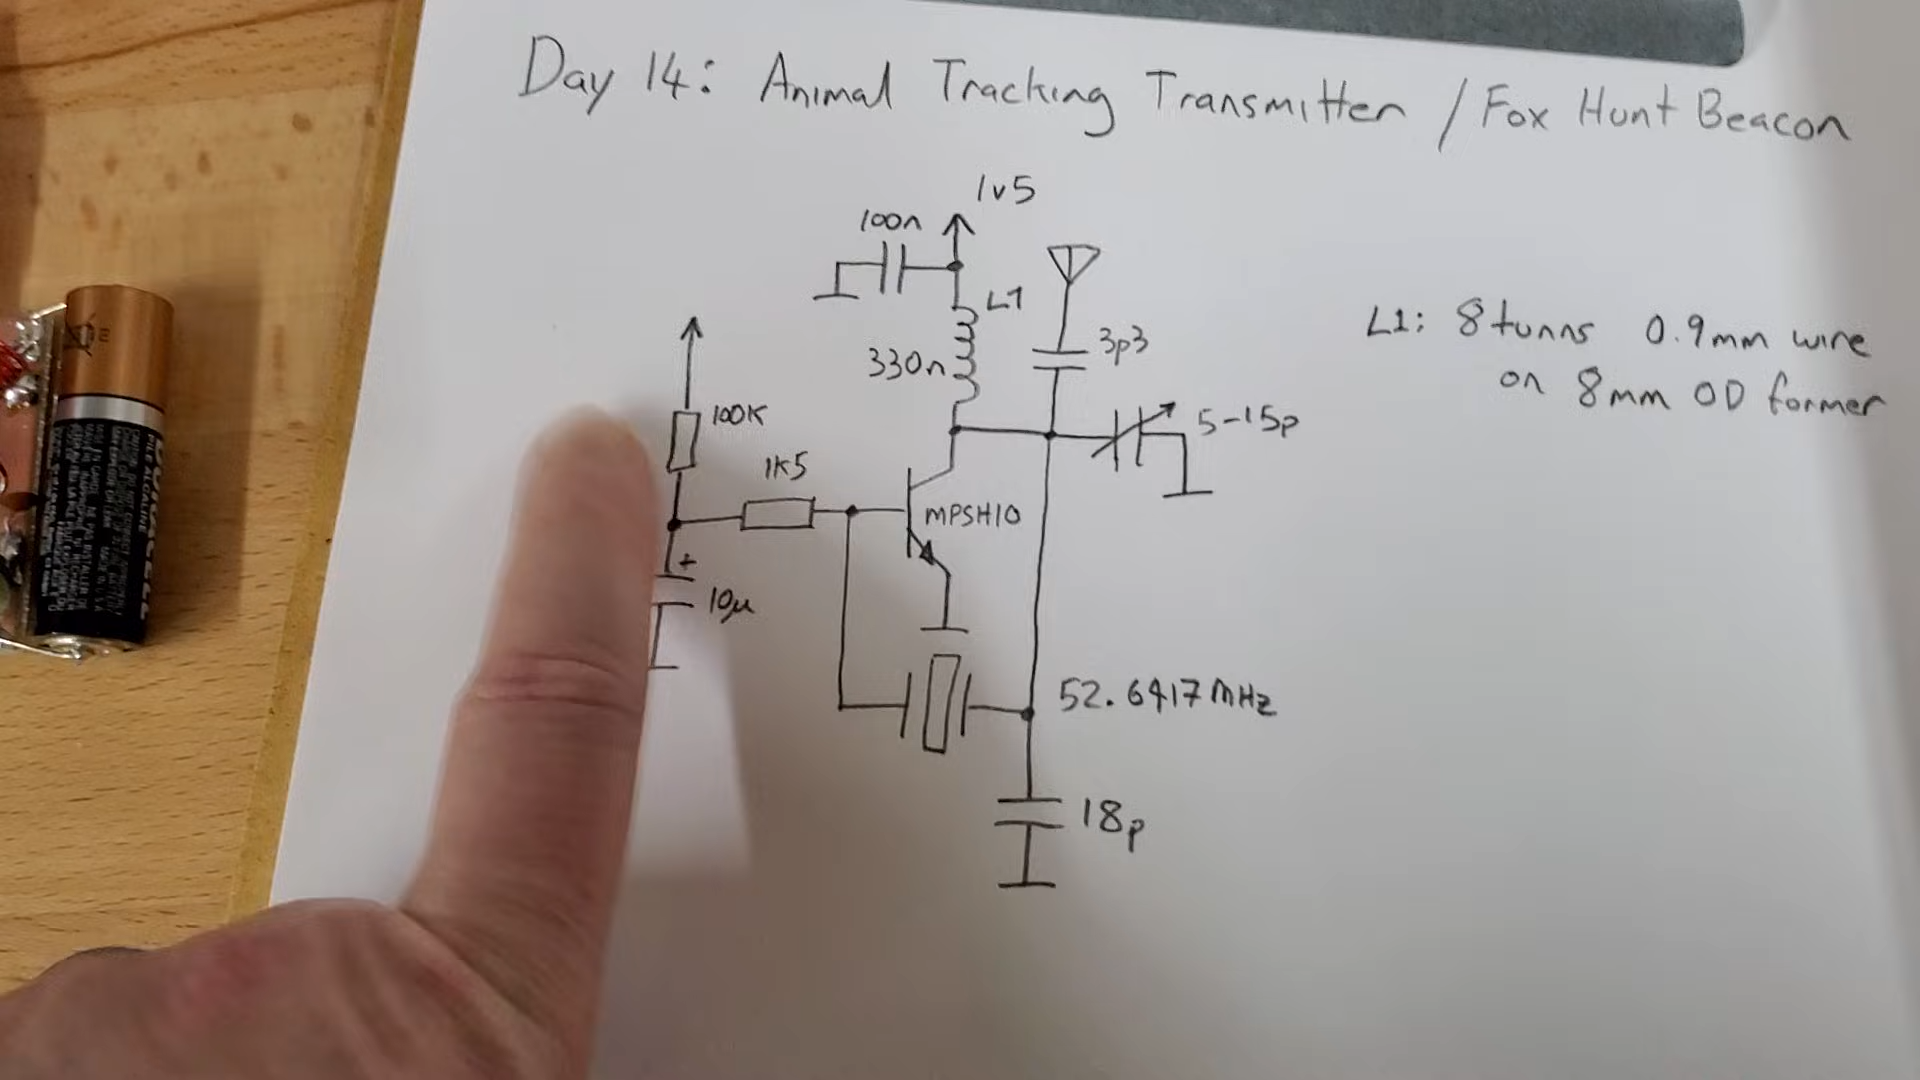 Day 14: Animal Tracking Transmitter / Fox Hunt Beacon
1v5
100n
L1
330n
3p3
L1: 8 turns 0.9mm wire
on 8mm OD former
5-15p
100K
1K5
MPSH10
+
10µ
52.6417 MHz
18p